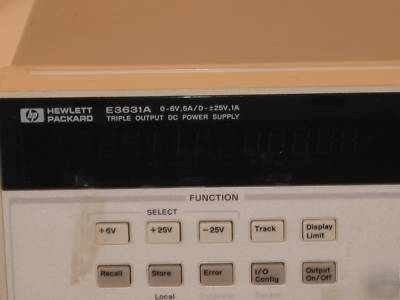 hp HEWLETT PACKARD E3631A 0-6V,5A/0-±25V,1A
TRIPLE OUTPUT DC POWER SUPPLY
FUNCTION
SELECT
+6V +25V -25V Track Display Limit
Recall Store Error I/O Config Output On/Off
Local